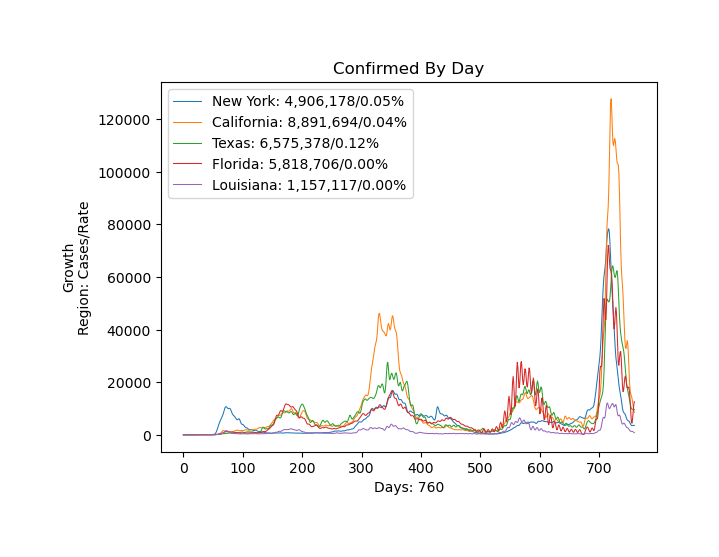 Confirmed By Day
New York: 4,906,178/0.05%
California: 8,891,694/0.04%
Texas: 6,575,378/0.12%
Florida: 5,818,706/0.00%
Louisiana: 1,157,117/0.00%
120000
100000
80000
60000
40000
20000
0
Growth
Region: Cases/Rate
0 100 200 300 400 500 600 700
Days: 760